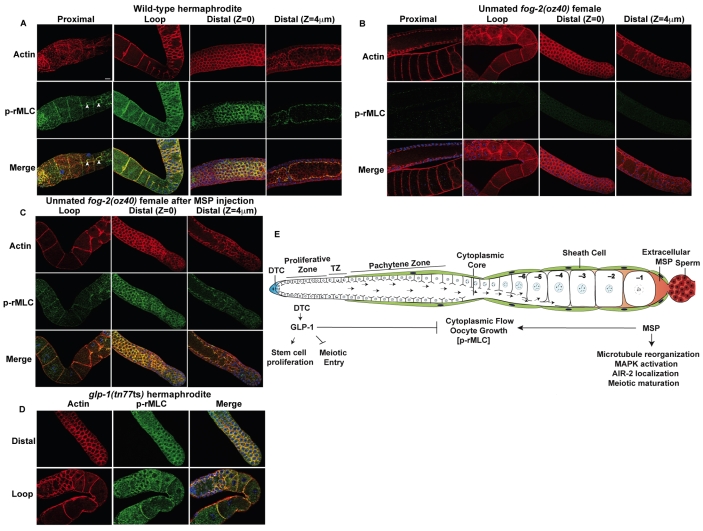 Wild-type hermaphrodite
A
Proximal Loop Distal (Z=0) Distal (Z=4µm)
Actin
p-rMLC
Merge
Unmated fog-2(oz40) female
B
Proximal Loop Distal (Z=0) Distal (Z=4µm)
Actin
p-rMLC
Merge
Unmated fog-2(oz40) female after MSP injection
C
Loop Distal (Z=0) Distal (Z=4µm)
Actin
p-rMLC
Merge
glp-1(tn77ts) hermaphrodite
D
Actin p-rMLC Merge
Distal
Loop
E
DTC
Proliferative
Zone
TZ
Pachytene Zone
Cytoplasmic
Core
Sheath Cell
Extracellular
MSP
Sperm
–6 –5 –4 –3 –2 –1
DTC
GLP-1
Stem cell
proliferation
Meiotic
Entry
Cytoplasmic Flow
Oocyte Growth
[p-rMLC]
MSP
Microtubule reorganization
MAPK activation
AIR-2 localization
Meiotic maturation